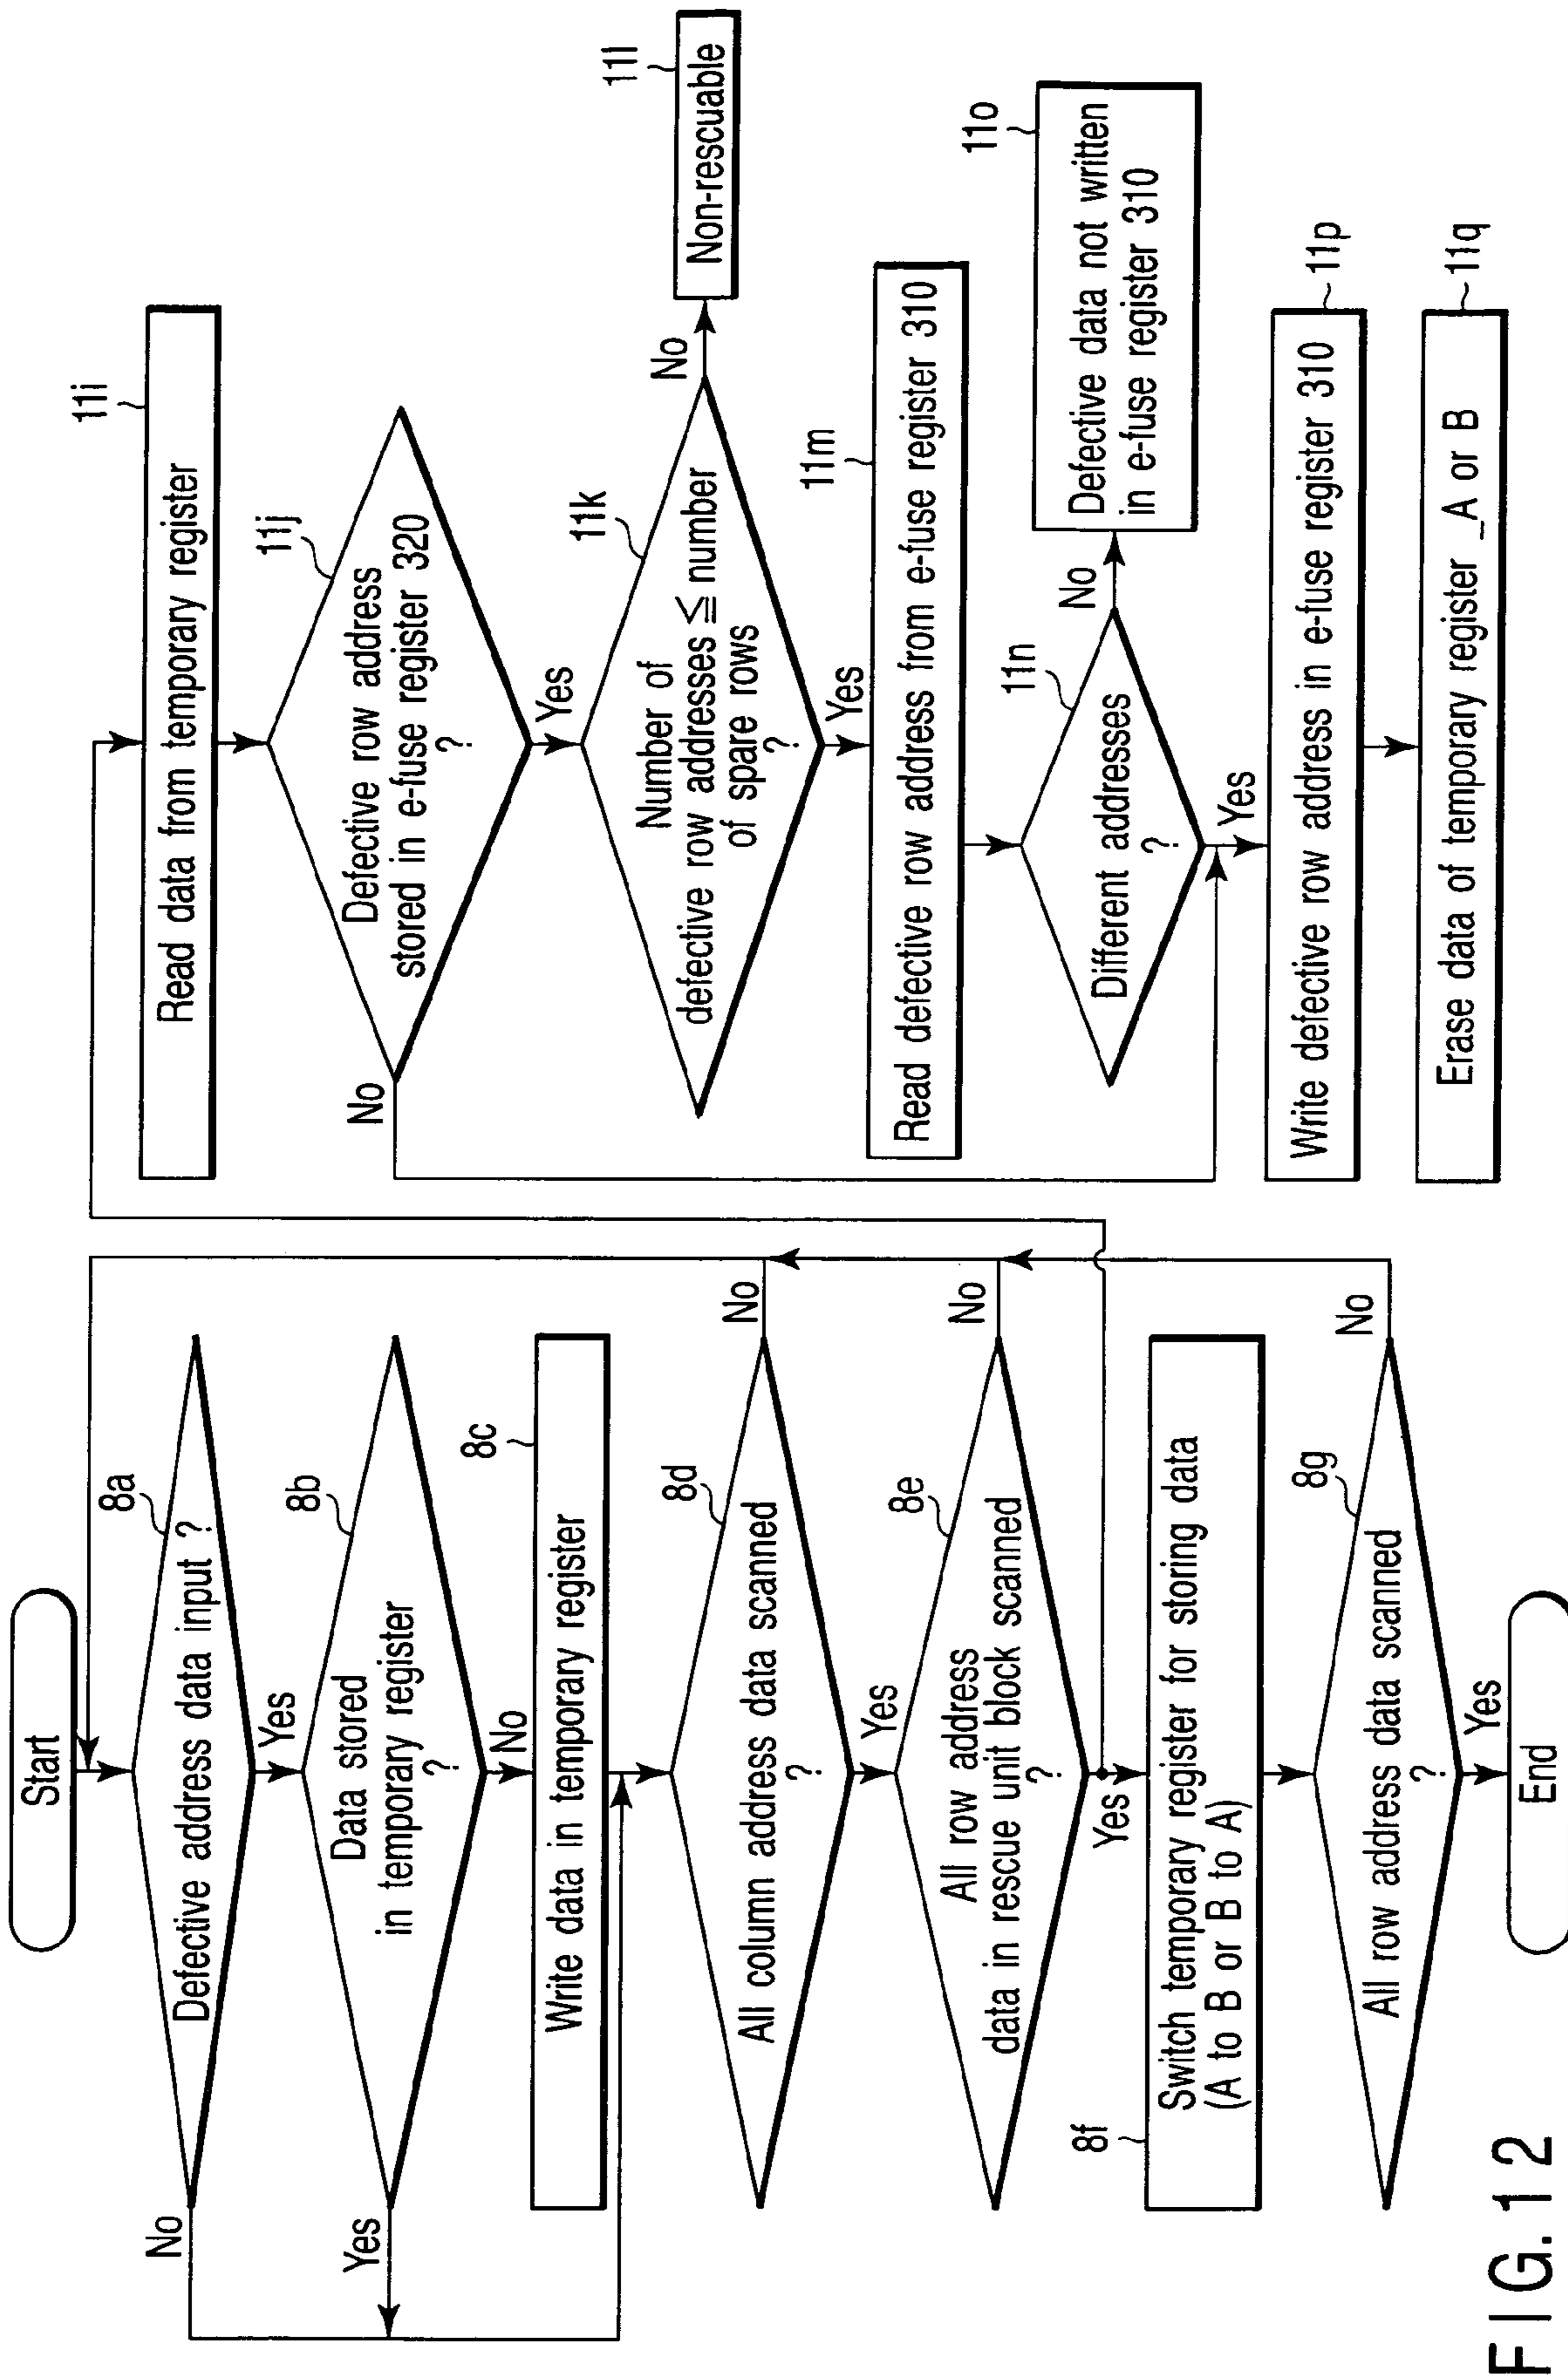 Start
8a
Defective address data input ?
No
Yes
8b
Data stored
in temporary register
?
Yes
No
8c
Write data in temporary register
8d
All column address data scanned
?
No
Yes
8e
All row address
data in rescue unit block scanned
?
No
Yes
8f
Switch temporary register for storing data
(A to B or B to A)
8g
All row address data scanned
?
No
Yes
End
11i
Read data from temporary register
11j
Defective row address
stored in e-fuse register 320
?
No
Yes
11k
Number of
defective row addresses ≦ number
of spare rows
?
No
11l
Non-rescuable
Yes
11m
Read defective row address from e-fuse register 310
11n
Different addresses
?
No
11o
Defective data not written
in e-fuse register 310
Yes
11p
Write defective row address in e-fuse register 310
11q
Erase data of temporary register _A or B
FIG. 12